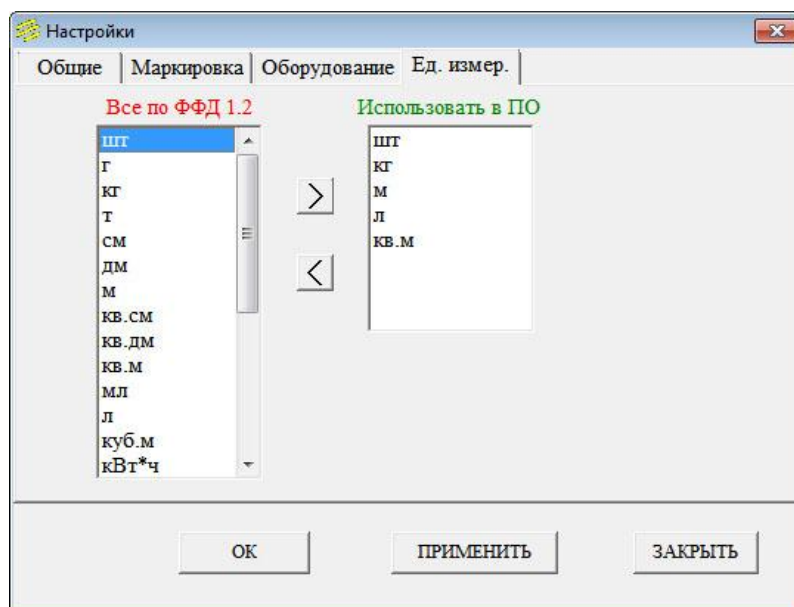 Настройки
Общие Маркировка Оборудование Ед. измер.
Все по ФФД 1.2
шт
г
кг
т
см
дм
м
кв.см
кв.дм
кв.м
мл
л
куб.м
кВт*ч
>
<
Использовать в ПО
шт
кг
м
л
кв.м
ОК ПРИМЕНИТЬ ЗАКРЫТЬ